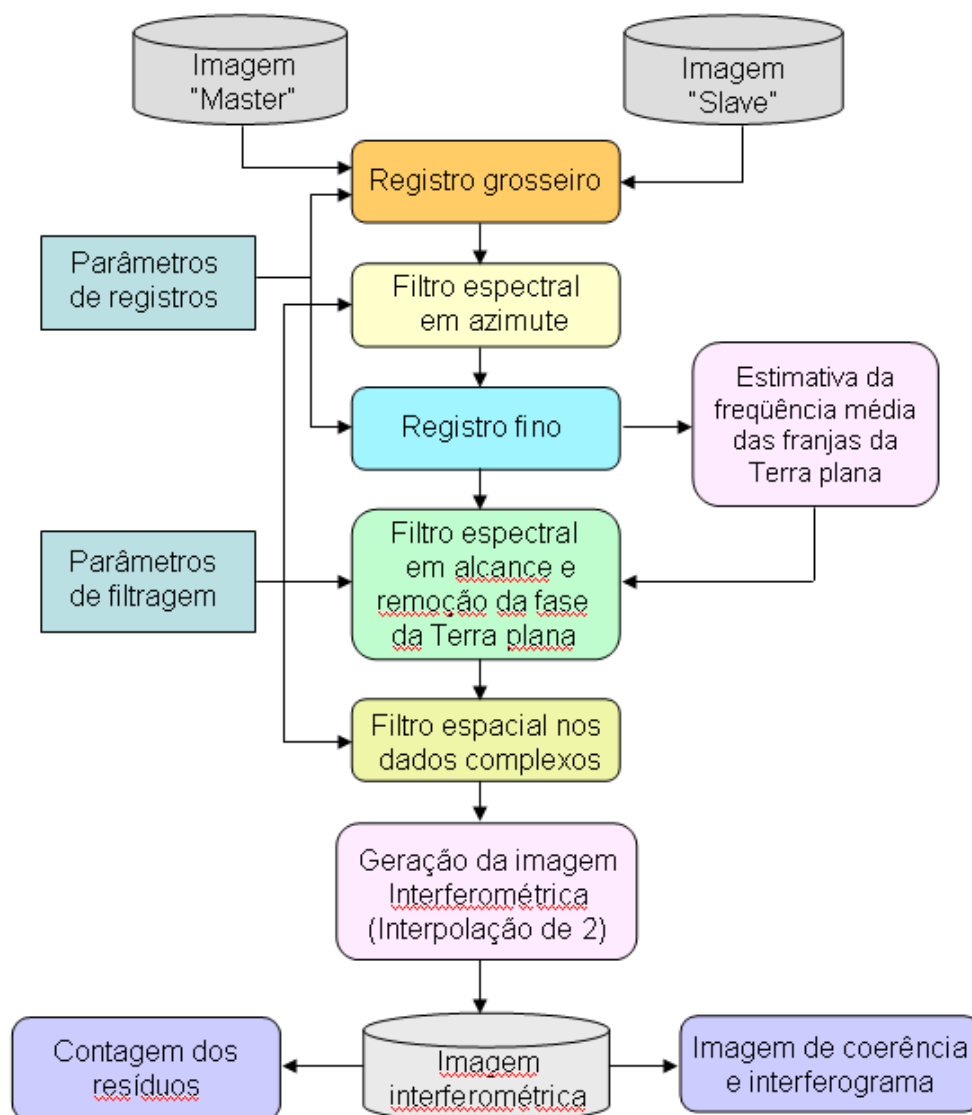 Imagem
"Master"
Imagem
"Slave"
Registro grosseiro
Parâmetros
de registros
Filtro espectral
em azimute
Registro fino
Estimativa da
freqüência média
das franjas da
Terra plana
Filtro espectral
em alcance e
remoção da fase
da Terra plana
Parâmetros
de filtragem
Filtro espacial nos
dados complexos
Geração da imagem
Interferométrica
(Interpolação de 2)
Contagem dos
resíduos
Imagem
interferométrica
Imagem de coerência
e interferograma